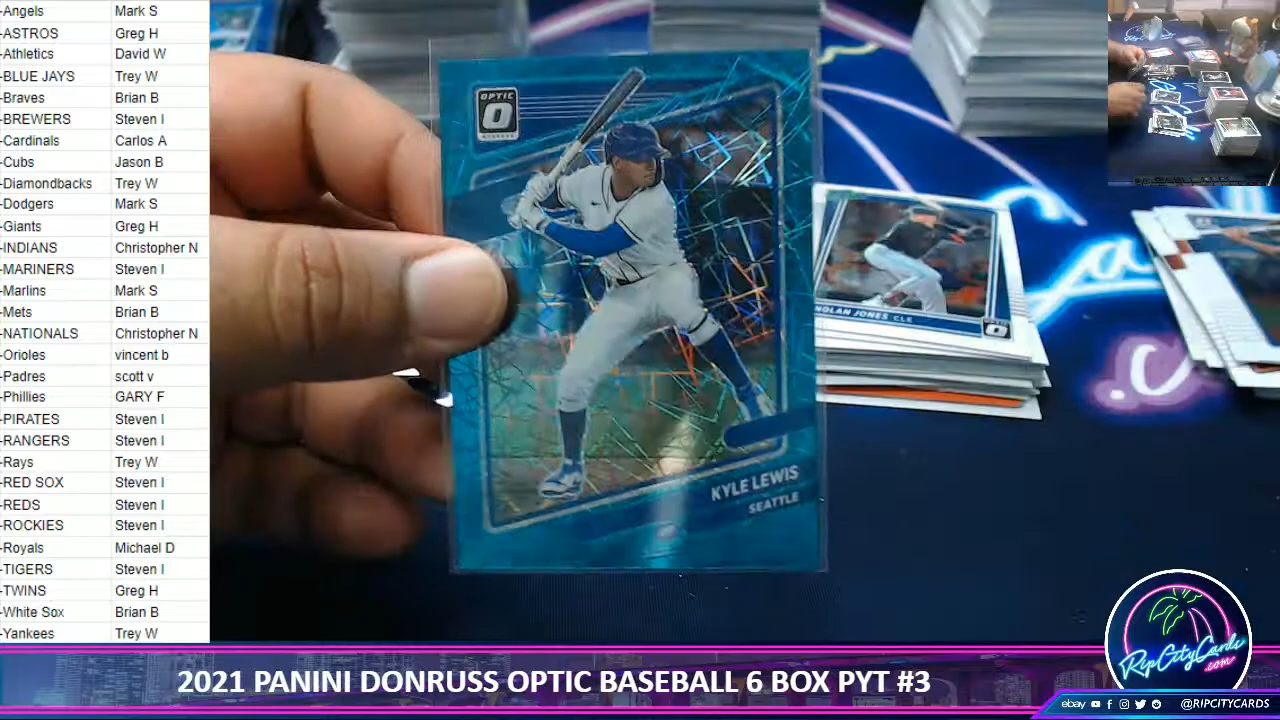 -Angels Mark S
-ASTROS Greg H
-Athletics David W
-BLUE JAYS Trey W
-Braves Brian B
-BREWERS Steven I
-Cardinals Carlos A
-Cubs Jason B
-Diamondbacks Trey W
-Dodgers Mark S
-Giants Greg H
-INDIANS Christopher N
-MARINERS Steven I
-Marlins Mark S
-Mets Brian B
-NATIONALS Christopher N
-Orioles vincent b
-Padres scott v
-Phillies GARY F
-PIRATES Steven I
-RANGERS Steven I
-Rays Trey W
-RED SOX Steven I
-REDS Steven I
-ROCKIES Steven I
-Royals Michael D
-TIGERS Steven I
-TWINS Greg H
-White Sox Brian B
-Yankees Trey W
OPTIC
O
KYLE LEWIS
SEATTLE
NOLAN JONES CLE
O
.C
RipCityCards
.com
2021 PANINI DONRUSS OPTIC BASEBALL 6 BOX PYT #3
ebay @RIPCITYCARDS